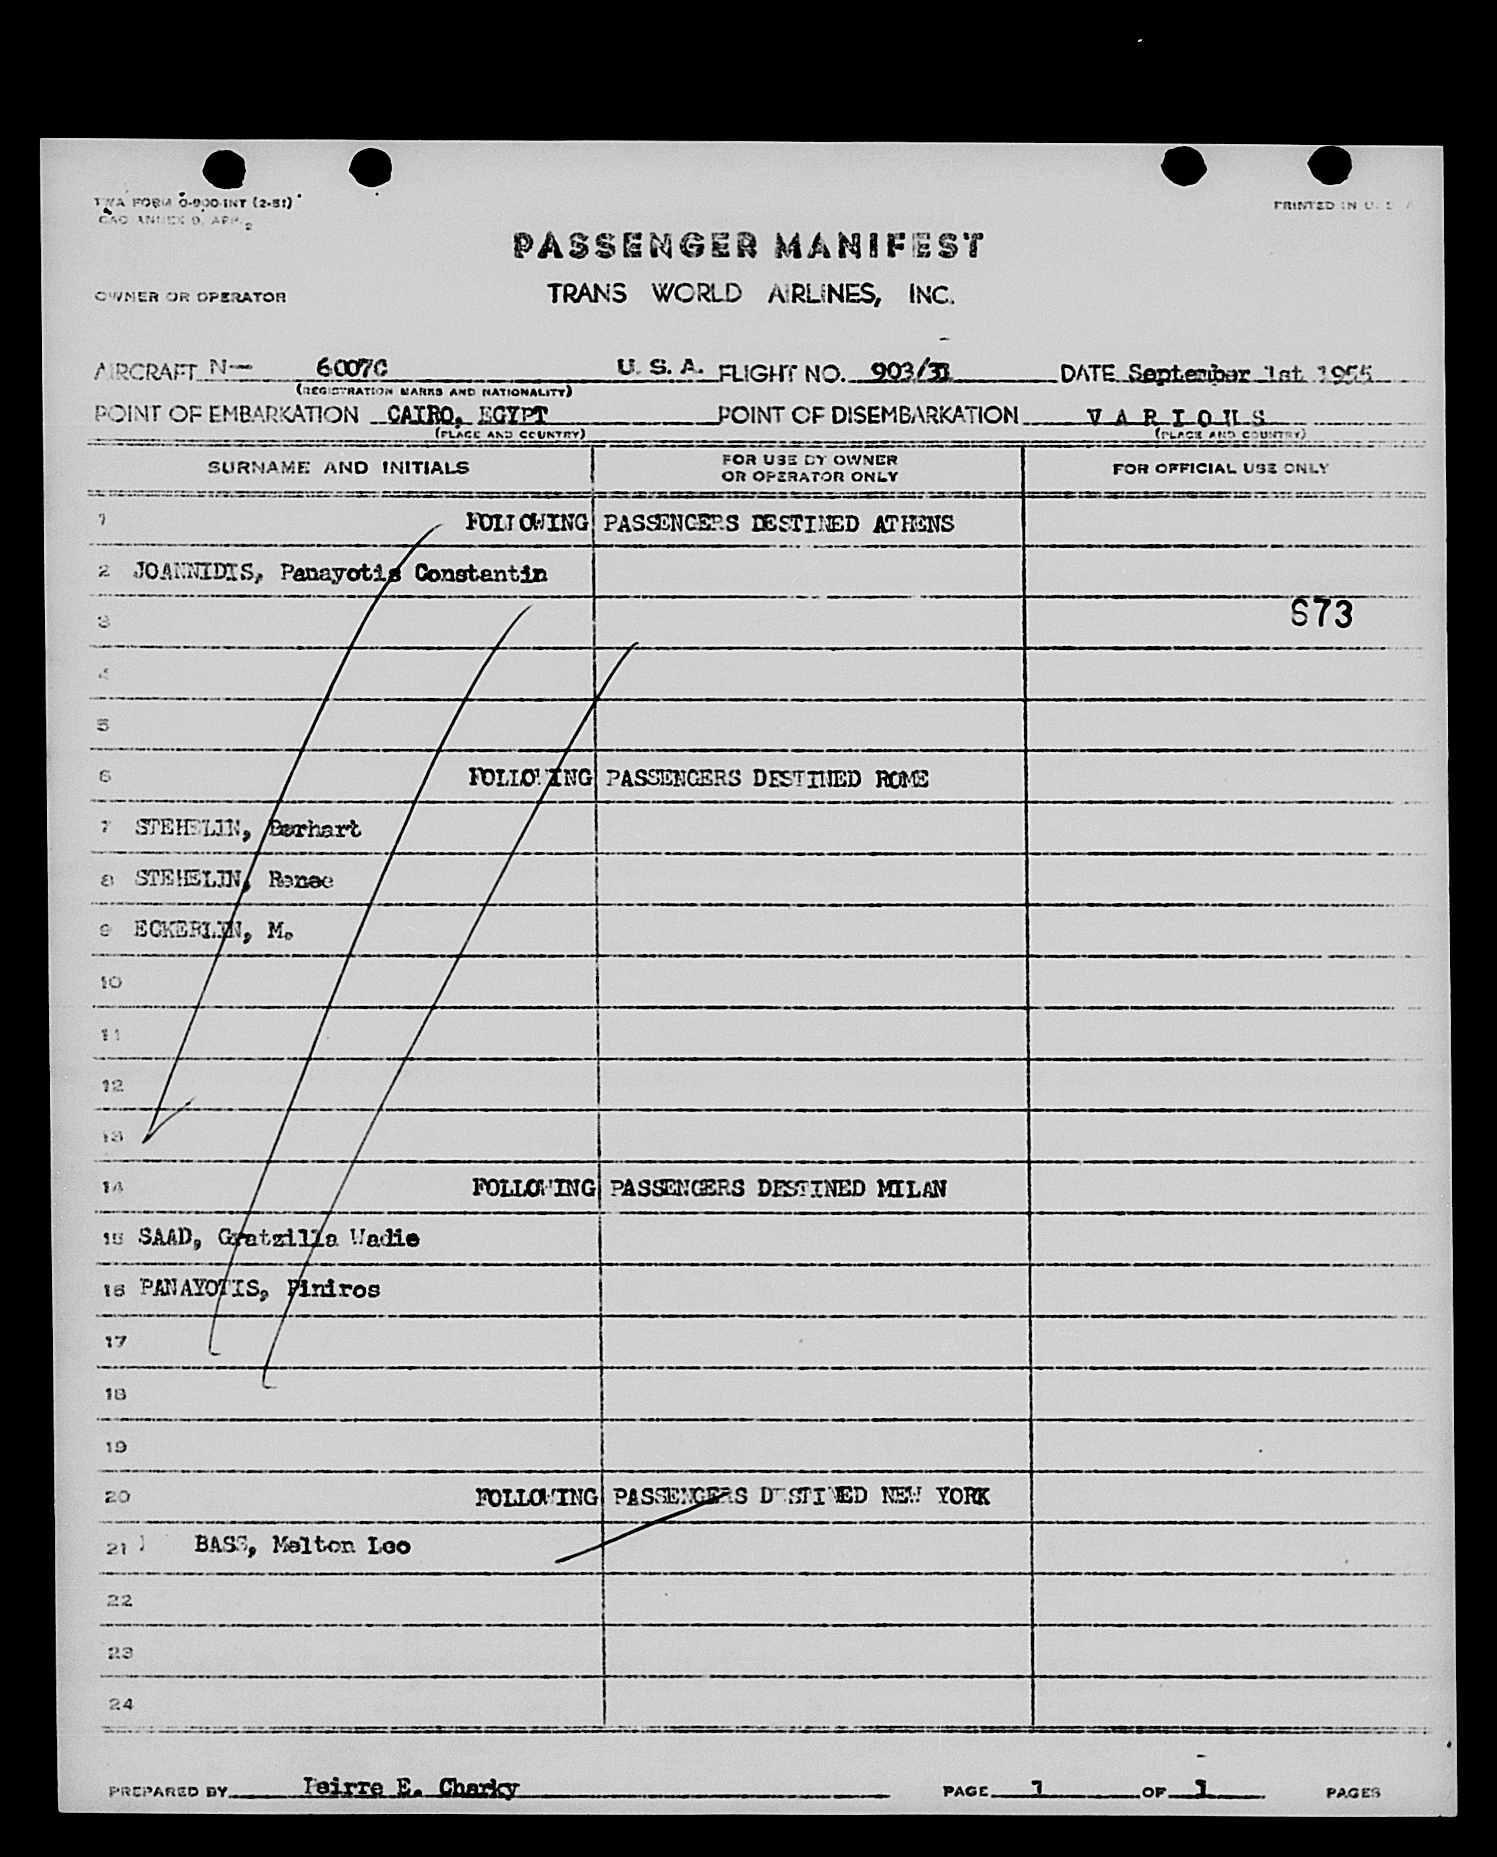 TWA FORM O-900-INT (2-51)
PRINTED IN U. S.
PASSENGER MANIFEST
OWNER OR OPERATOR TRANS WORLD AIRLINES, INC.
AIRCRAFT N— 6007C U. S. A. FLIGHT NO. 903/31 DATE September 1st 1955
(REGISTRATION MARKS AND NATIONALITY)
POINT OF EMBARKATION CAIRO, EGYPT POINT OF DISEMBARKATION V A R I O U S
(PLACE AND COUNTRY) (PLACE AND COUNTRY)
SURNAME AND INITIALS FOR USE BY OWNER OR OPERATOR ONLY FOR OFFICIAL USE ONLY
1 FOLLOWING PASSENGERS DESTINED ATHENS
2 JOANNIDIS, Panayotis Constantin
3 673
4
5
6 FOLLOWING PASSENGERS DESTINED ROME
7 STEHELIN, Berhart
8 STEHELIN, Renee
9 ECKERLIN, M.
10
11
12
13
14 FOLLOWING PASSENGERS DESTINED MILAN
15 SAAD, Gratzilla Wadie
16 PANAYOTIS, Piniros
17
18
19
20 FOLLOWING PASSENGERS DESTINED NEW YORK
21 BASS, Melton Leo
22
23
24
PREPARED BY Peirre E. Charky PAGE 1 OF 1 PAGES